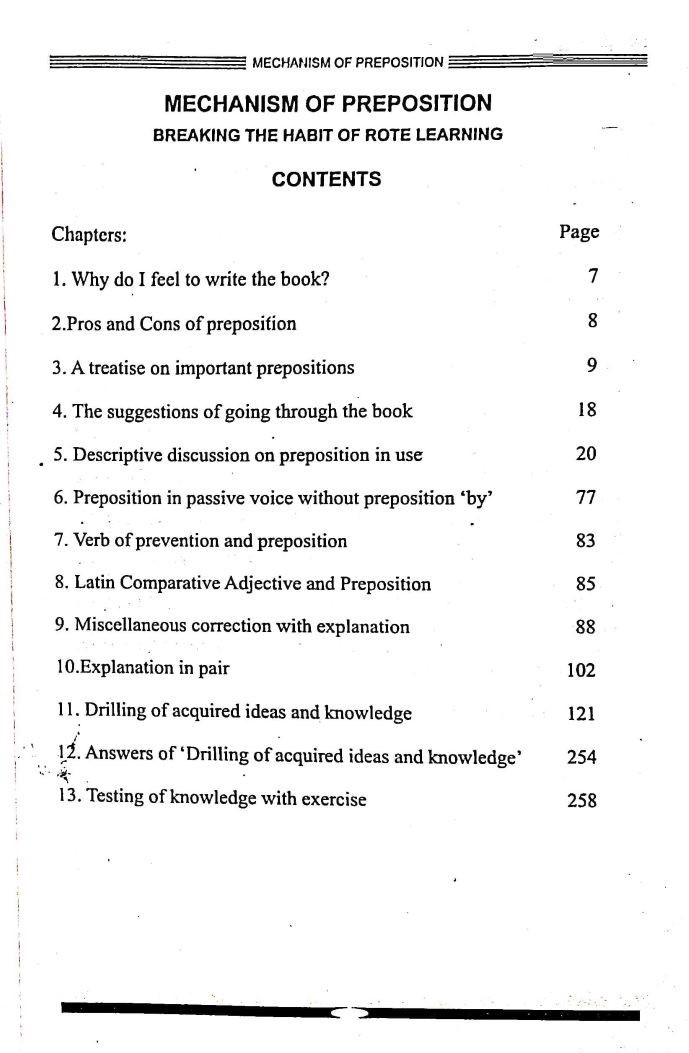 MECHANISM OF PREPOSITION
MECHANISM OF PREPOSITION
BREAKING THE HABIT OF ROTE LEARNING
CONTENTS
Chapters: Page
1. Why do I feel to write the book? 7
2.Pros and Cons of preposition 8
3. A treatise on important prepositions 9
4. The suggestions of going through the book 18
5. Descriptive discussion on preposition in use 20
6. Preposition in passive voice without preposition ‘by’ 77
7. Verb of prevention and preposition 83
8. Latin Comparative Adjective and Preposition 85
9. Miscellaneous correction with explanation 88
10.Explanation in pair 102
11. Drilling of acquired ideas and knowledge 121
12. Answers of ‘Drilling of acquired ideas and knowledge’ 254
13. Testing of knowledge with exercise 258